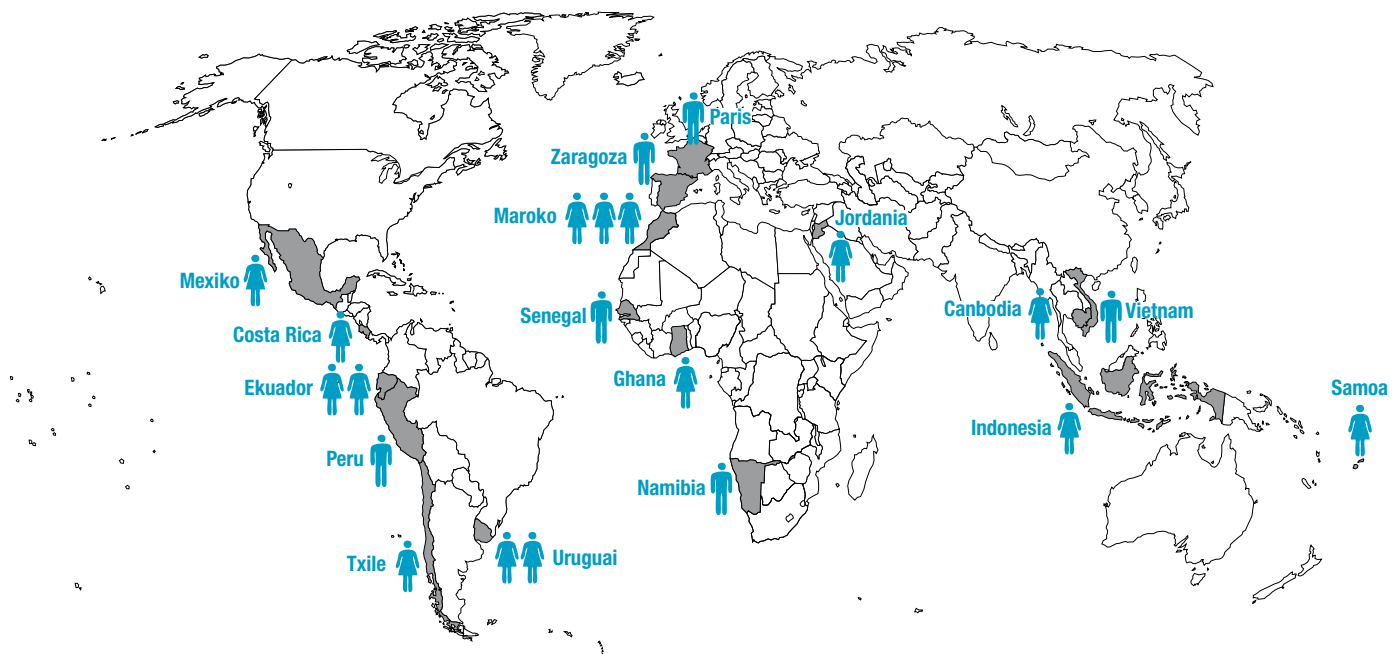 Paris
Zaragoza
Maroko
Jordania
Mexiko
Senegal
Canbodia
Vietnam
Costa Rica
Ghana
Ekuador
Samoa
Indonesia
Peru
Namibia
Txile
Uruguai